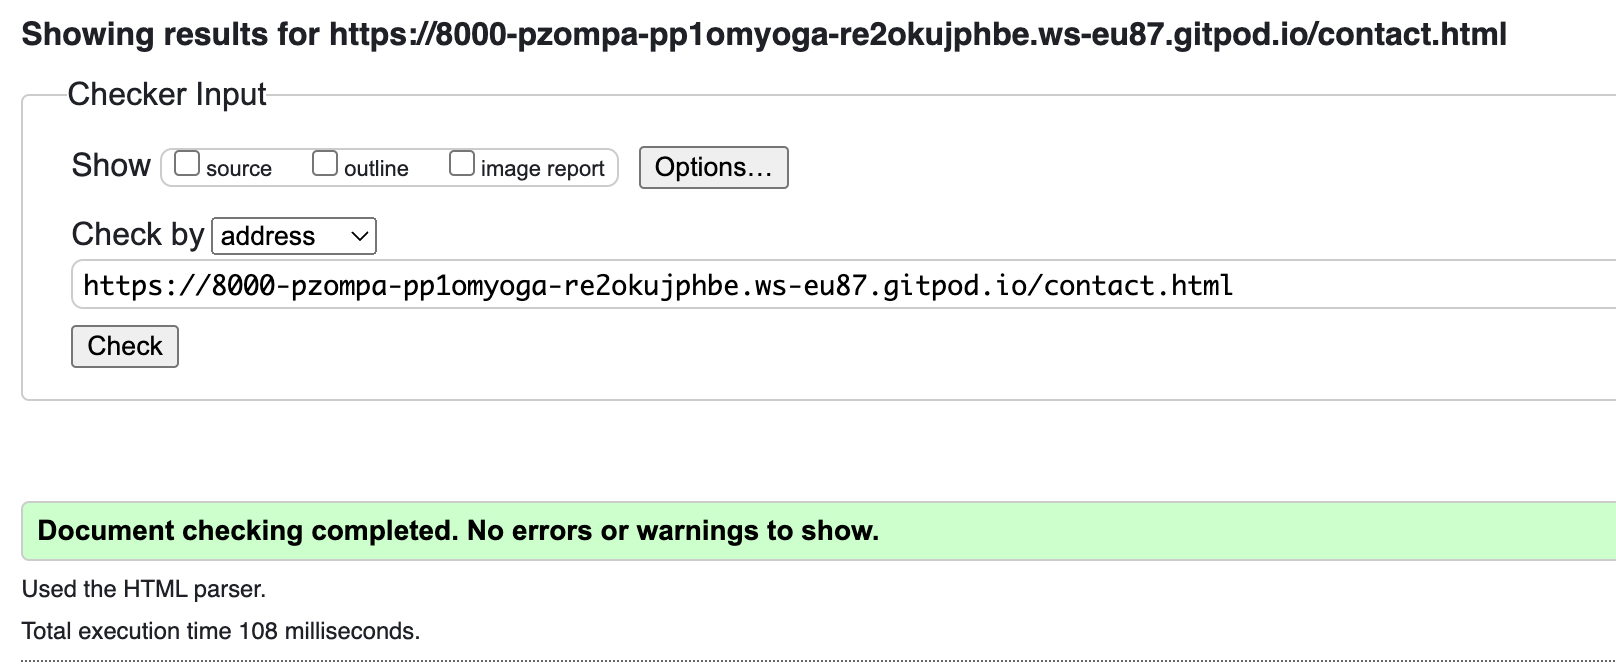 Showing results for https://8000-pzompa-pp1omyoga-re2okujphbe.ws-eu87.gitpod.io/contact.html
Checker Input
Show source outline image report Options...
Check by address
https://8000-pzompa-pp1omyoga-re2okujphbe.ws-eu87.gitpod.io/contact.html
Check
Document checking completed. No errors or warnings to show.
Used the HTML parser.
Total execution time 108 milliseconds.